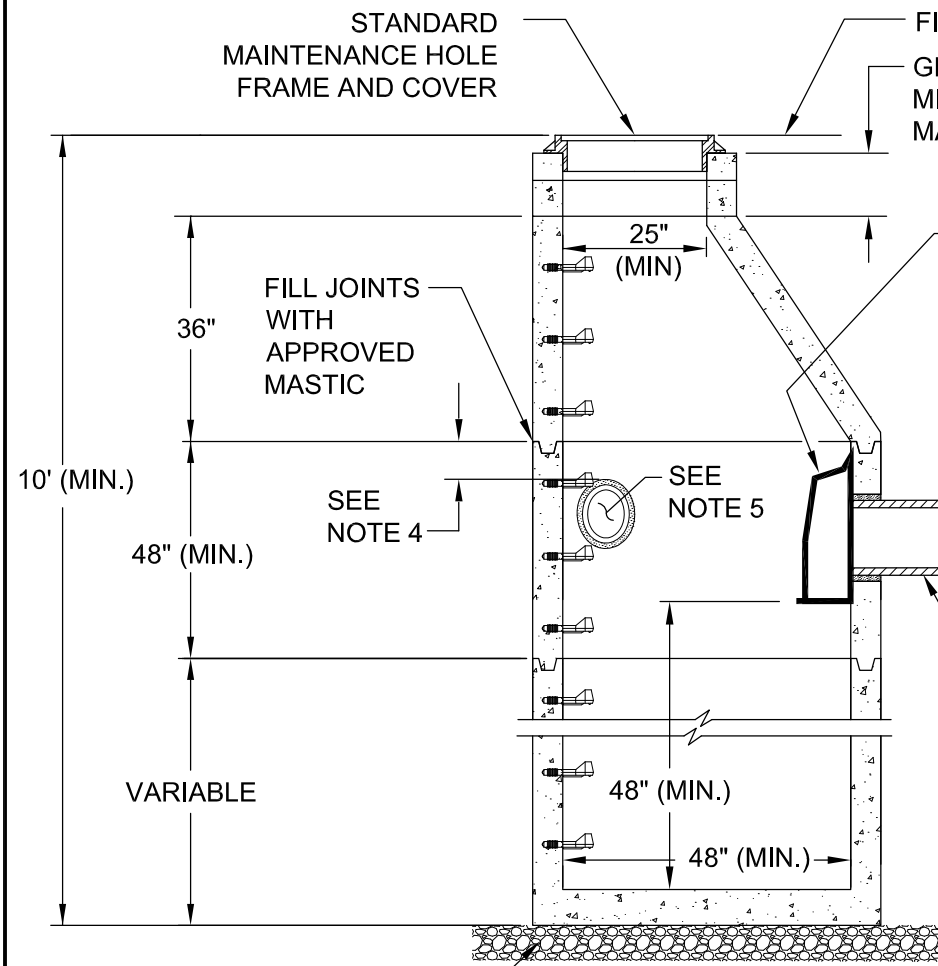 STANDARD
MAINTENANCE HOLE
FRAME AND COVER
25"
(MIN)
FILL JOINTS
WITH
APPROVED
MASTIC
36"
10' (MIN.)
SEE
NOTE 4
SEE
NOTE 5
48" (MIN.)
VARIABLE
48" (MIN.)
48" (MIN.)